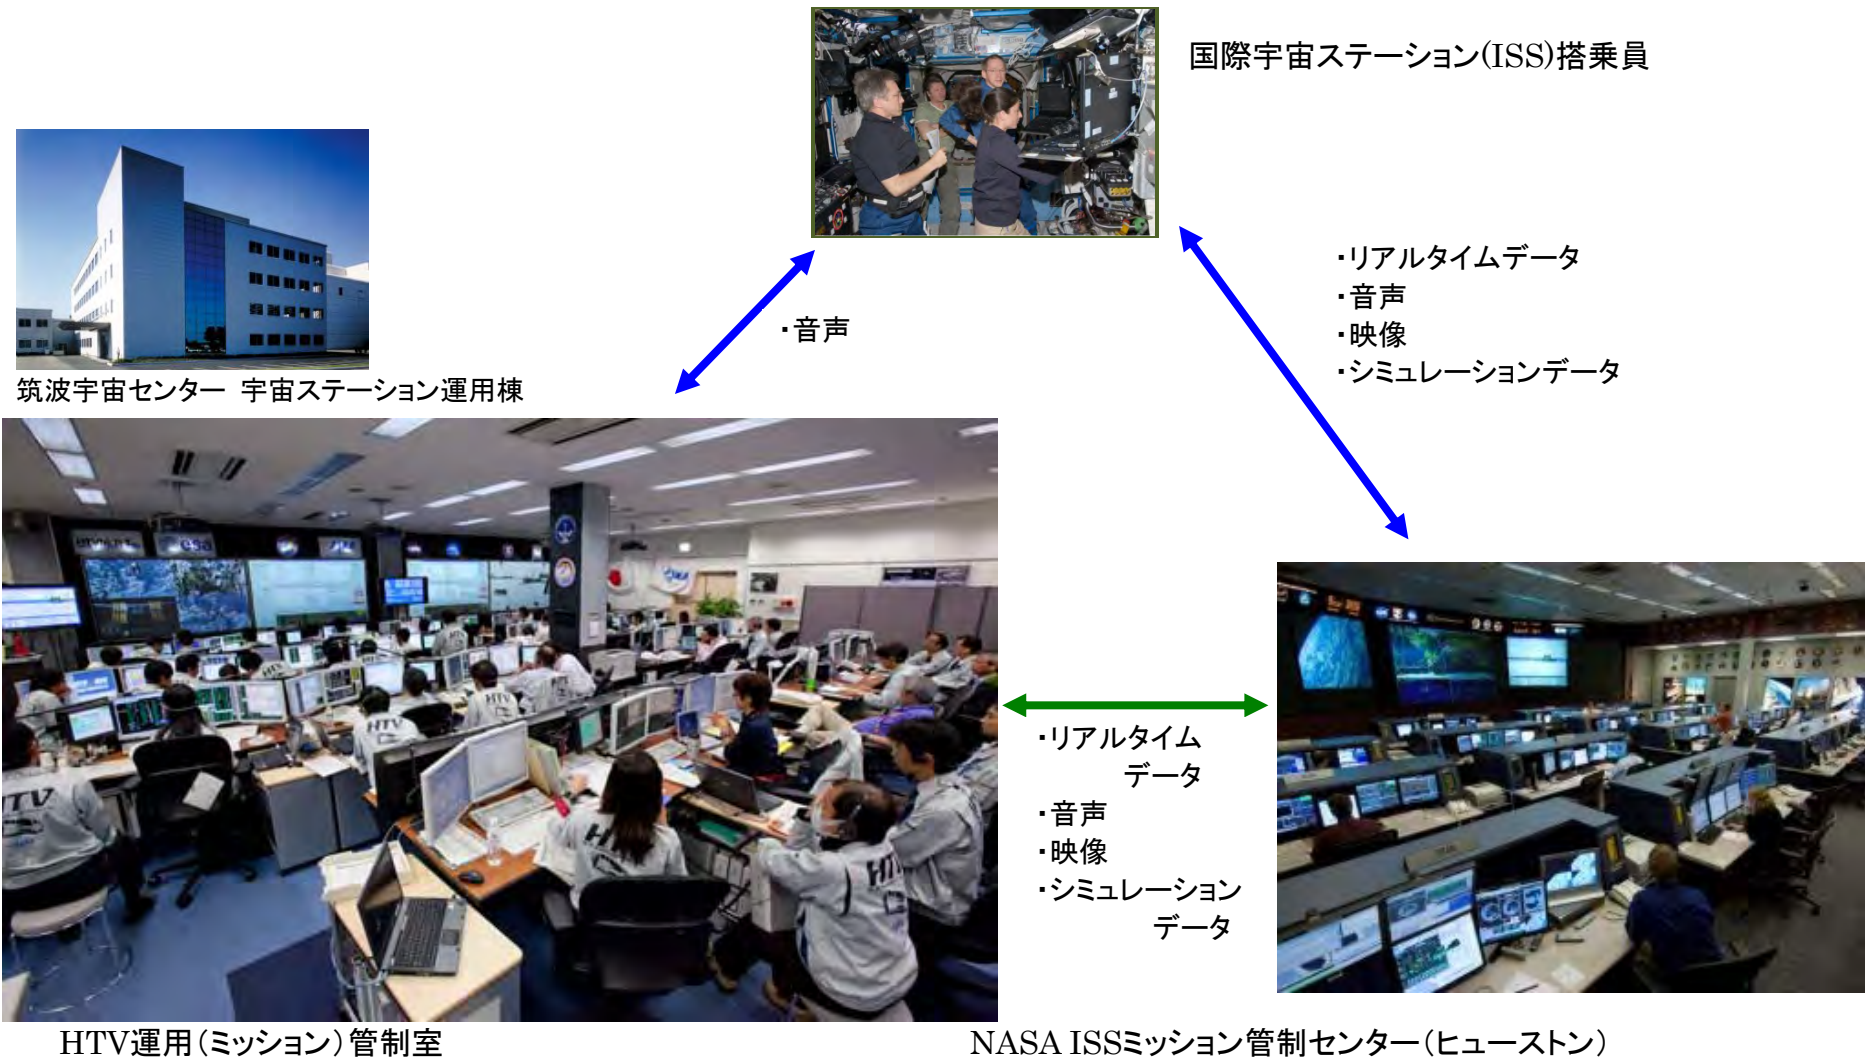 国際宇宙ステーション(ISS)搭乗員
・リアルタイムデータ
・音声
・映像
・シミュレーションデータ
・音声
筑波宇宙センター 宇宙ステーション運用棟
esa
HTV
HTV
HTV
HTV
・リアルタイム
データ
・音声
・映像
・シミュレーション
データ
HTV運用(ミッション)管制室
NASA ISSミッション管制センター(ヒューストン)